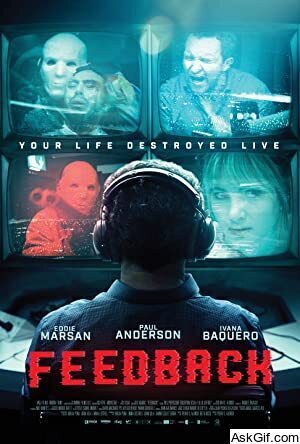 YOUR LIFE DESTROYED LIVE
EDDIE MARSAN
PAUL ANDERSON
IVANA BAQUERO
FEEDBACK
AskGif.com